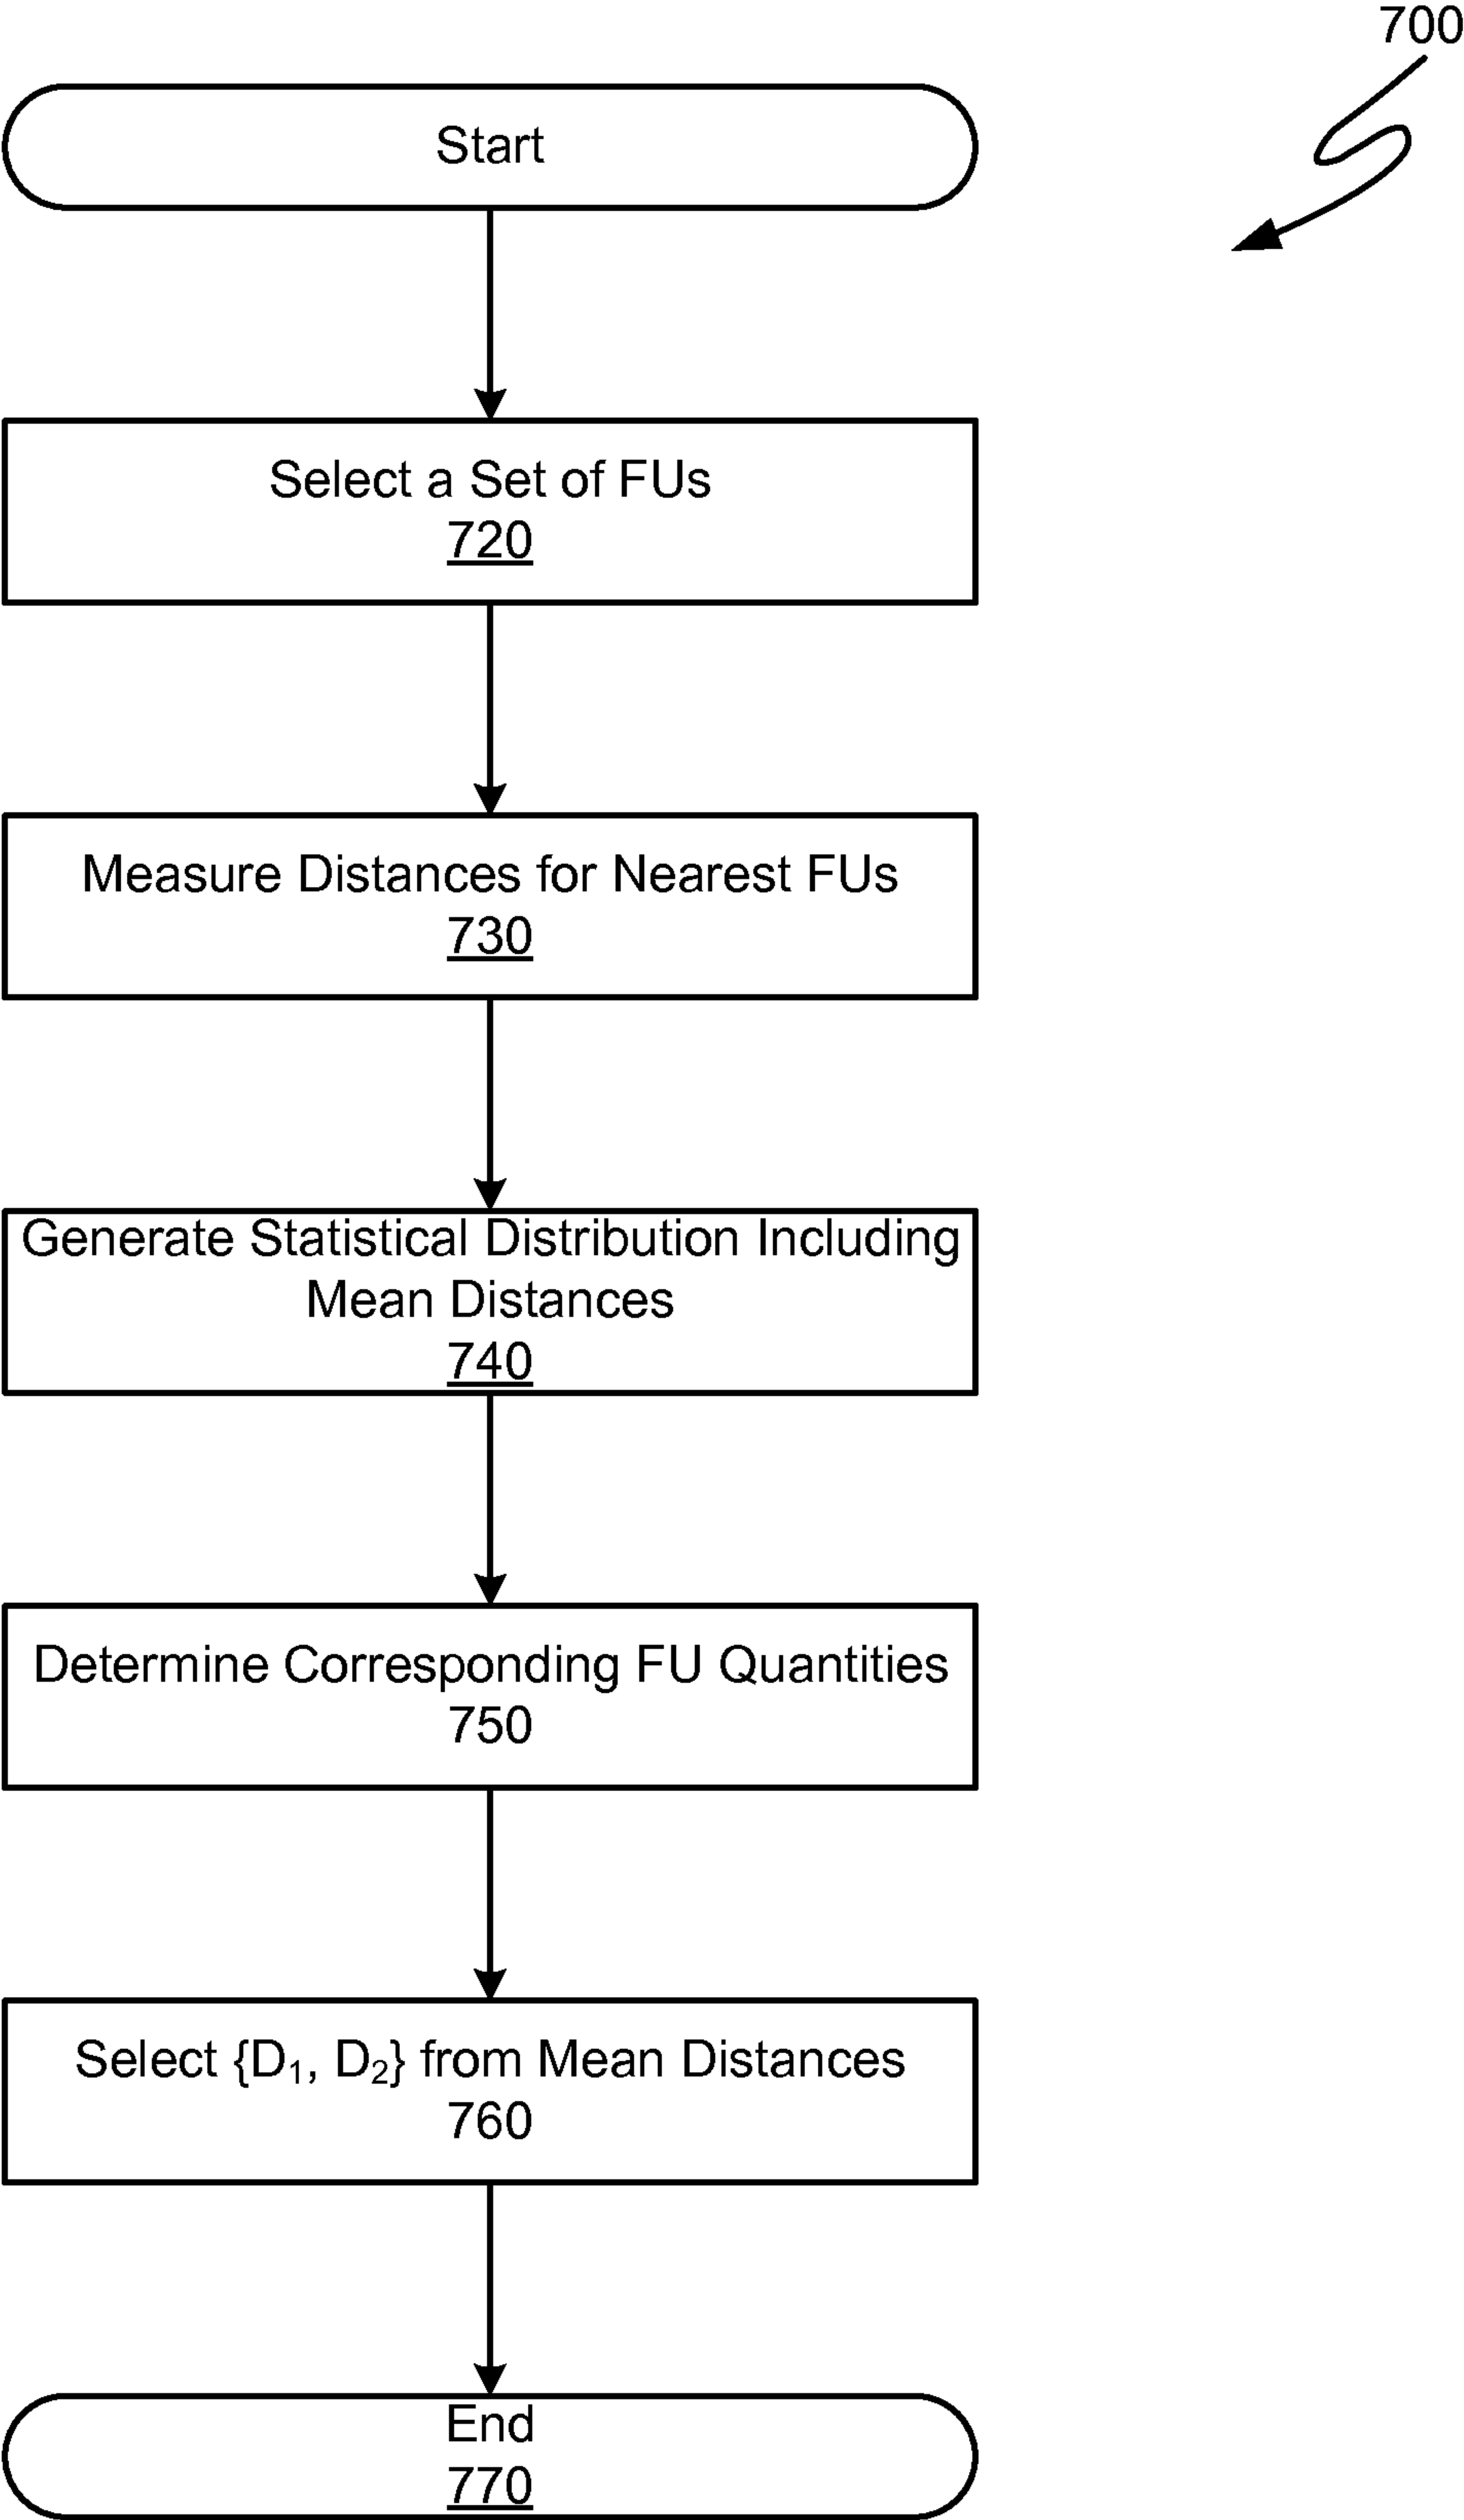 700
Start
Select a Set of FUs
720
Measure Distances for Nearest FUs
730
Generate Statistical Distribution Including
Mean Distances
740
Determine Corresponding FU Quantities
750
Select {D₁, D₂} from Mean Distances
760
End
770